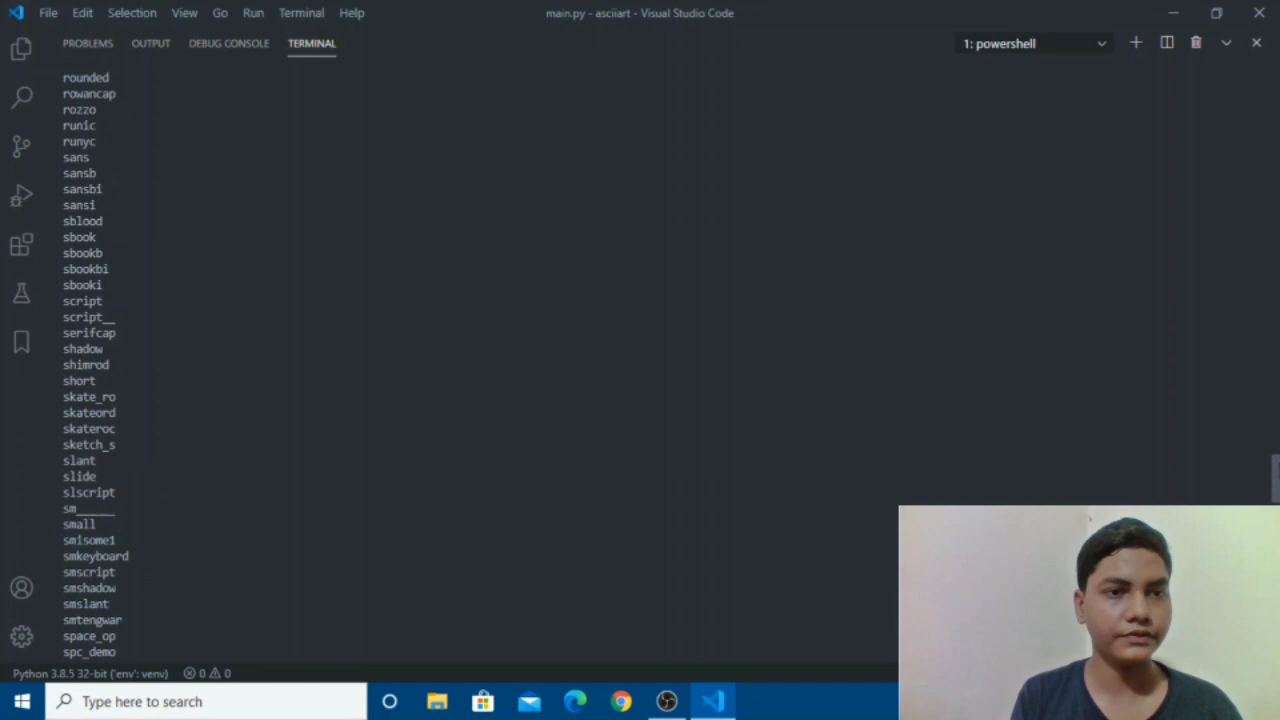 File Edit Selection View Go Run Terminal Help main.py - asciiart - Visual Studio Code
PROBLEMS OUTPUT DEBUG CONSOLE TERMINAL 1: powershell
rounded
rowancap
rozzo
runic
runyc
sans
sansb
sansbi
sansi
sblood
sbook
sbookb
sbookbi
sbooki
script
script__
serifcap
shadow
shimrod
short
skate_ro
skateord
skateroc
sketch_s
slant
slide
slscript
sm______
small
smisome1
smkeyboard
smscript
smshadow
smslant
smtengwar
space_op
spc_demo
Python 3.8.5 32-bit ('env': venv) 0 0
Type here to search